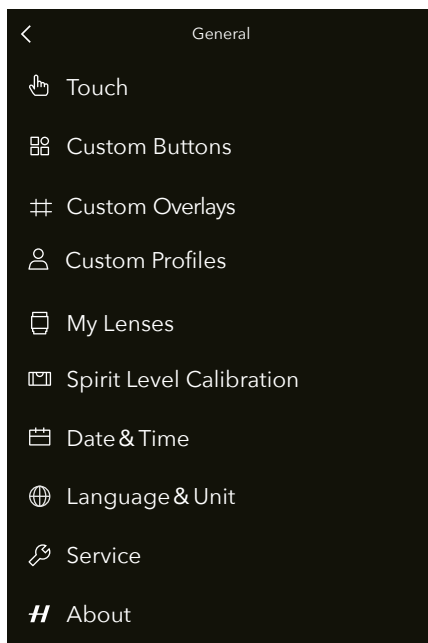 General
Touch
Custom Buttons
Custom Overlays
Custom Profiles
My Lenses
Spirit Level Calibration
Date & Time
Language & Unit
Service
About